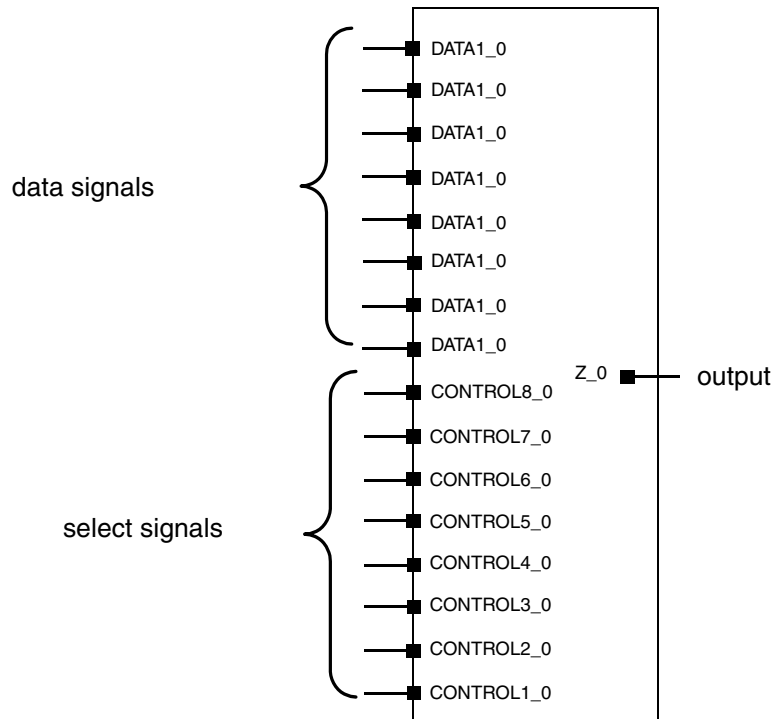 DATA1_0
DATA1_0
DATA1_0
data signals
DATA1_0
DATA1_0
DATA1_0
DATA1_0
DATA1_0
Z_0
output
CONTROL8_0
CONTROL7_0
CONTROL6_0
select signals
CONTROL5_0
CONTROL4_0
CONTROL3_0
CONTROL2_0
CONTROL1_0